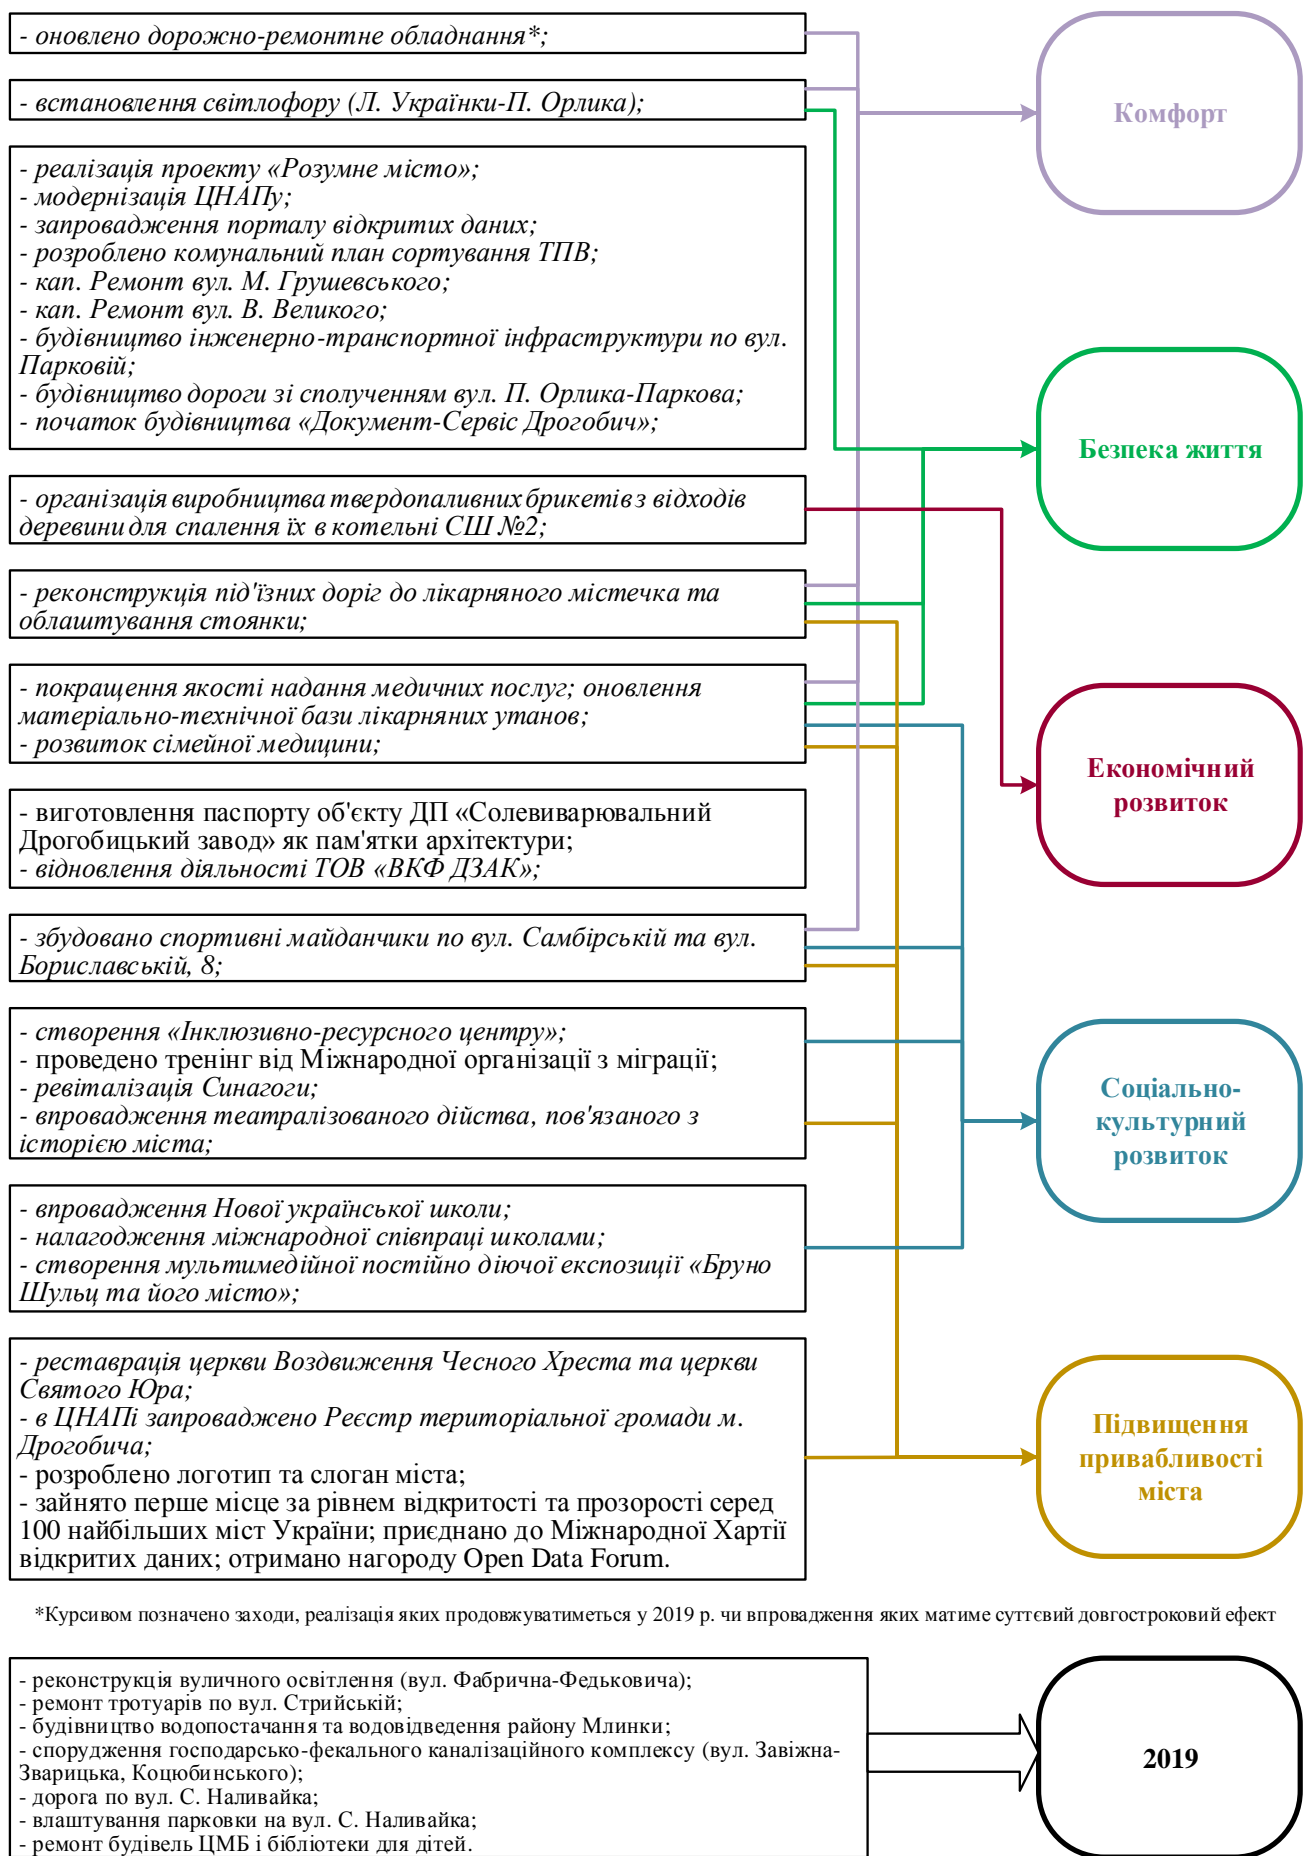 - оновлено дорожно-ремонтне обладнання*;
- встановлення світлофору (Л. Українки-П. Орлика);
- реалізація проекту «Розумне місто»;
- модернізація ЦНАПу;
- запровадження порталу відкритих даних;
- розроблено комунальний план сортування ТПВ;
- кап. Ремонт вул. М. Грушевського;
- кап. Ремонт вул. В. Великого;
- будівництво інженерно-транспортної інфраструктури по вул.
Парковій;
- будівництво дороги зі сполученням вул. П. Орлика-Паркова;
- початок будівництва «Документ-Сервіс Дрогобич»;
- організація виробництва твердопаливних брикетів з відходів
деревини для спалення їх в котельні СШ №2;
- реконструкція під'їзних доріг до лікарняного містечка та
облаштування стоянки;
- покращення якості надання медичних послуг; оновлення
матеріально-технічної бази лікарняних утанов;
- розвиток сімейної медицини;
- виготовлення паспорту об'єкту ДП «Солевиварювальний
Дрогобицький завод» як пам'ятки архітектури;
- відновлення діяльності ТОВ «ВКФ ДЗАК»;
- збудовано спортивні майданчики по вул. Самбірській та вул.
Бориславській, 8;
- створення «Інклюзивно-ресурсного центру»;
- проведено тренінг від Міжнародної організації з міграції;
- ревіталізація Синагоги;
- впровадження театралізованого дійства, пов'язаного з
історією міста;
- впровадження Нової української школи;
- налагодження міжнародної співпраці школами;
- створення мультимедійної постійно діючої експозиції «Бруно
Шульц та його місто»;
- реставрація церкви Воздвиження Чесного Хреста та церкви
Святого Юра;
- в ЦНАПі запроваджено Реєстр територіальної громади м.
Дрогобича;
- розроблено логотип та слоган міста;
- зайнято перше місце за рівнем відкритості та прозорості серед
100 найбільших міст України; приєднано до Міжнародної Хартії
відкритих даних; отримано нагороду Open Data Forum.
Комфорт
Безпека життя
Економічний
розвиток
Соціально-
культурний
розвиток
Підвищення
привабливості
міста
*Курсивом позначено заходи, реалізація яких продовжуватиметься у 2019 р. чи впровадження яких матиме суттєвий довгостроковий ефект
- реконструкція вуличного освітлення (вул. Фабрична-Федьковича);
- ремонт тротуарів по вул. Стрийській;
- будівництво водопостачання та водовідведення району Млинки;
- спорудження господарсько-фекального каналізаційного комплексу (вул. Завіжна-
Зварицька, Коцюбинського);
- дорога по вул. С. Наливайка;
- влаштування парковки на вул. С. Наливайка;
- ремонт будівель ЦМБ і бібліотеки для дітей.
2019